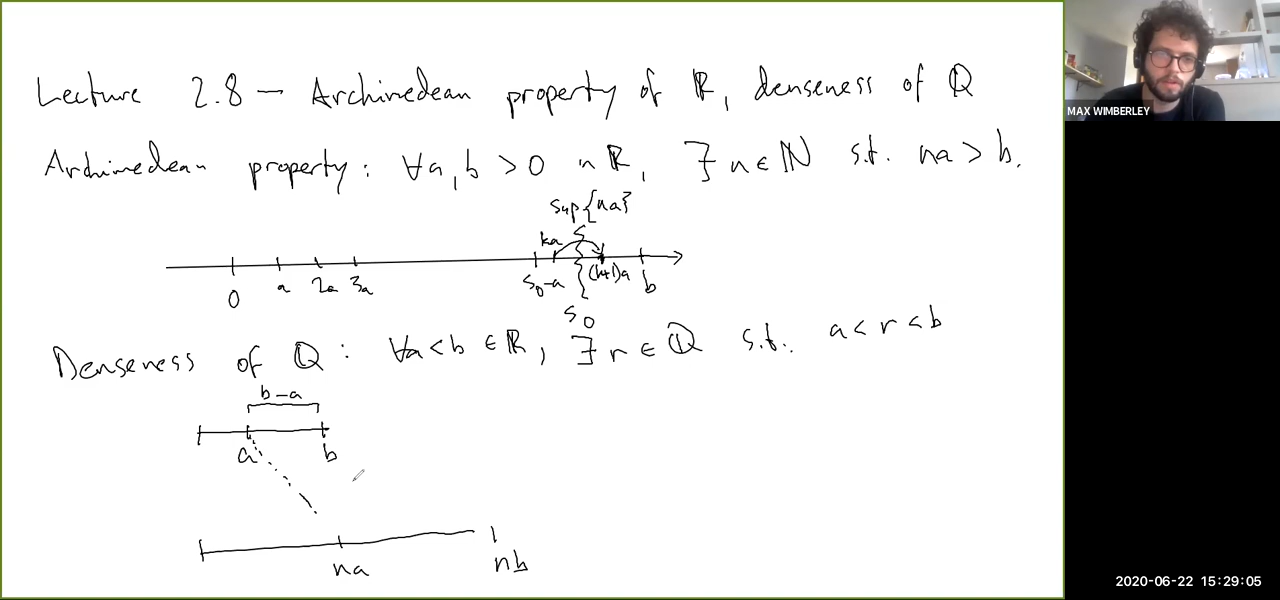 Lecture 2.8 — Archimedean property of ℝ, denseness of ℚ
MAX WIMBERLEY
Archimedean property: ∀a, b > 0 in ℝ, ∃ n ∈ ℕ s.t. na > b.
sup{na}
ka
0 a 2a 3a s₀-a (k+1)a b
s₀
Denseness of ℚ: ∀a < b ∈ ℝ, ∃ r ∈ ℚ s.t. a < r < b
b - a
a b
na nb
2020-06-22 15:29:05